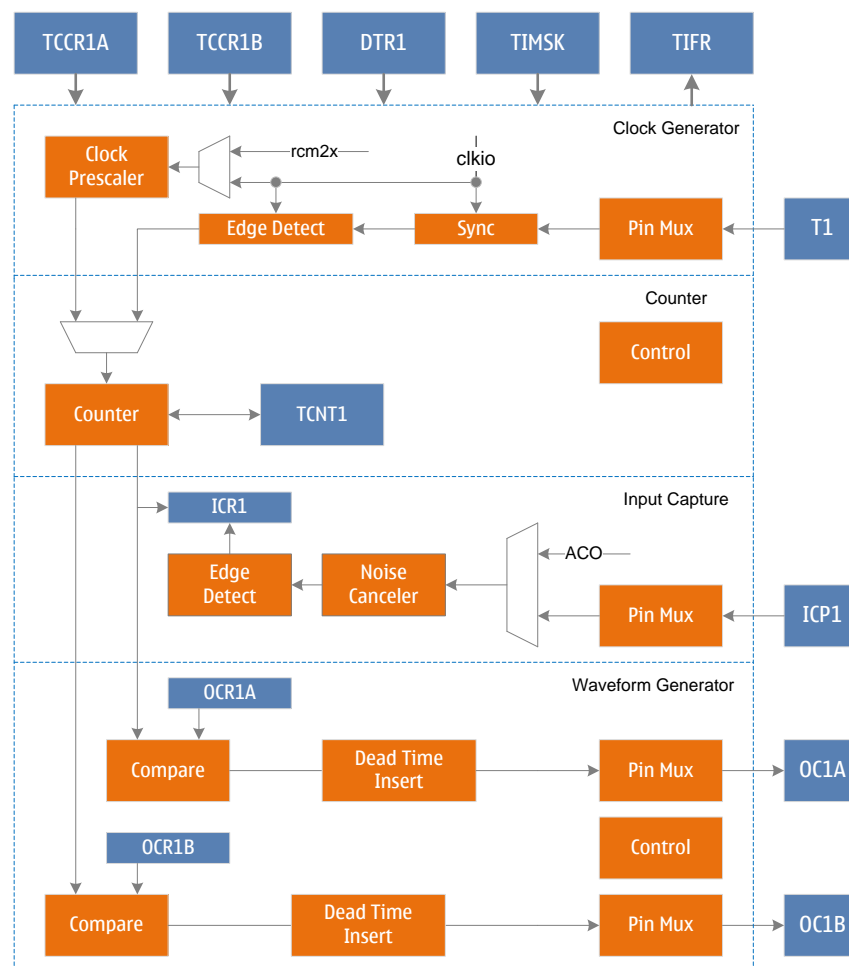 TCCR1A
TCCR1B
DTR1
TIMSK
TIFR
Clock Generator
Clock
Prescaler
rcm2x
clkio
Edge Detect
Sync
Pin Mux
T1
Counter
Control
Counter
TCNT1
Input Capture
ICR1
Edge
Detect
Noise
Canceler
ACO
Pin Mux
ICP1
Waveform Generator
OCR1A
Compare
Dead Time
Insert
Pin Mux
OC1A
OCR1B
Control
Compare
Dead Time
Insert
Pin Mux
OC1B